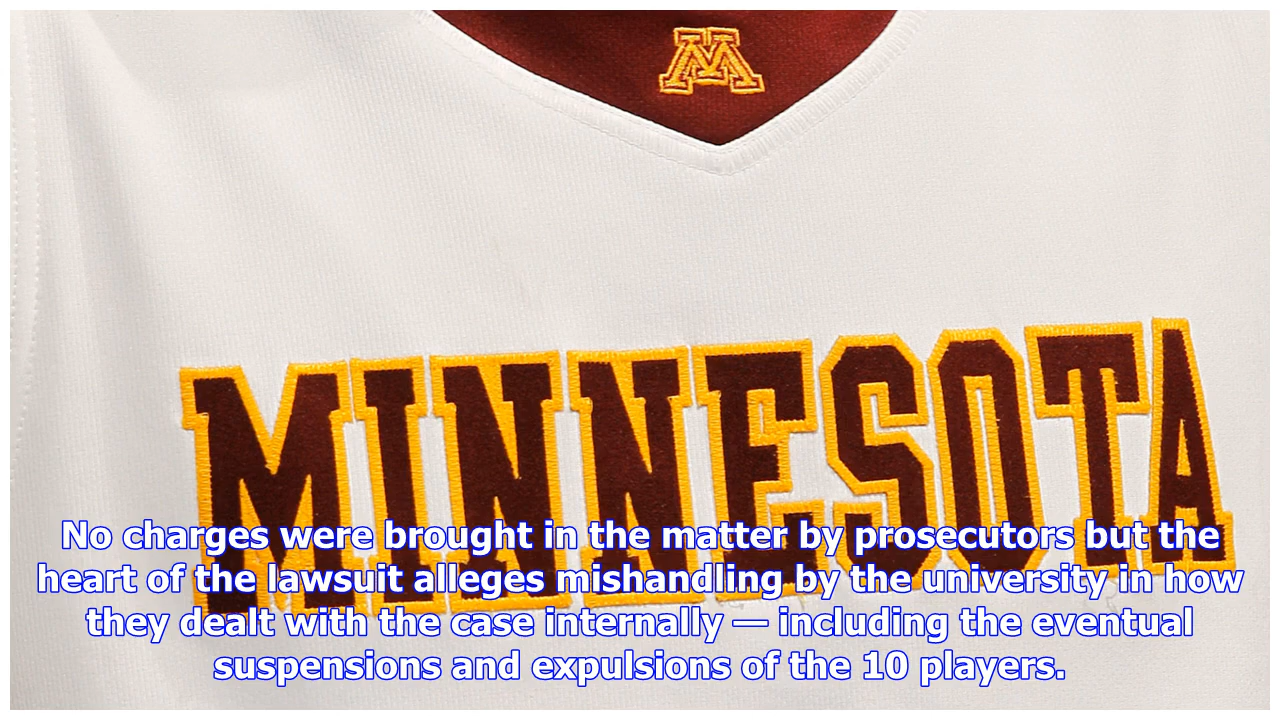 M
MINNESOTA
No charges were brought in the matter by prosecutors but the
heart of the lawsuit alleges mishandling by the university in how
they dealt with the case internally — including the eventual
suspensions and expulsions of the 10 players.